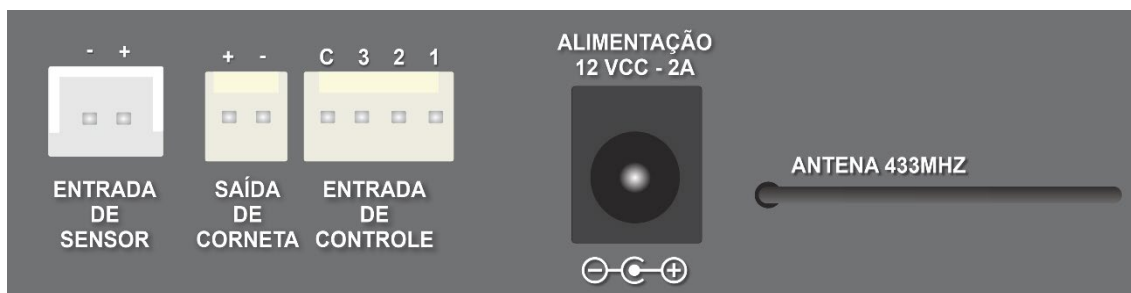 - +
ENTRADA
DE
SENSOR
+ -
SAÍDA
DE
CORNETA
C 3 2 1
ENTRADA
DE
CONTROLE
ALIMENTAÇÃO
12 VCC - 2A
- +
ANTENA 433MHZ